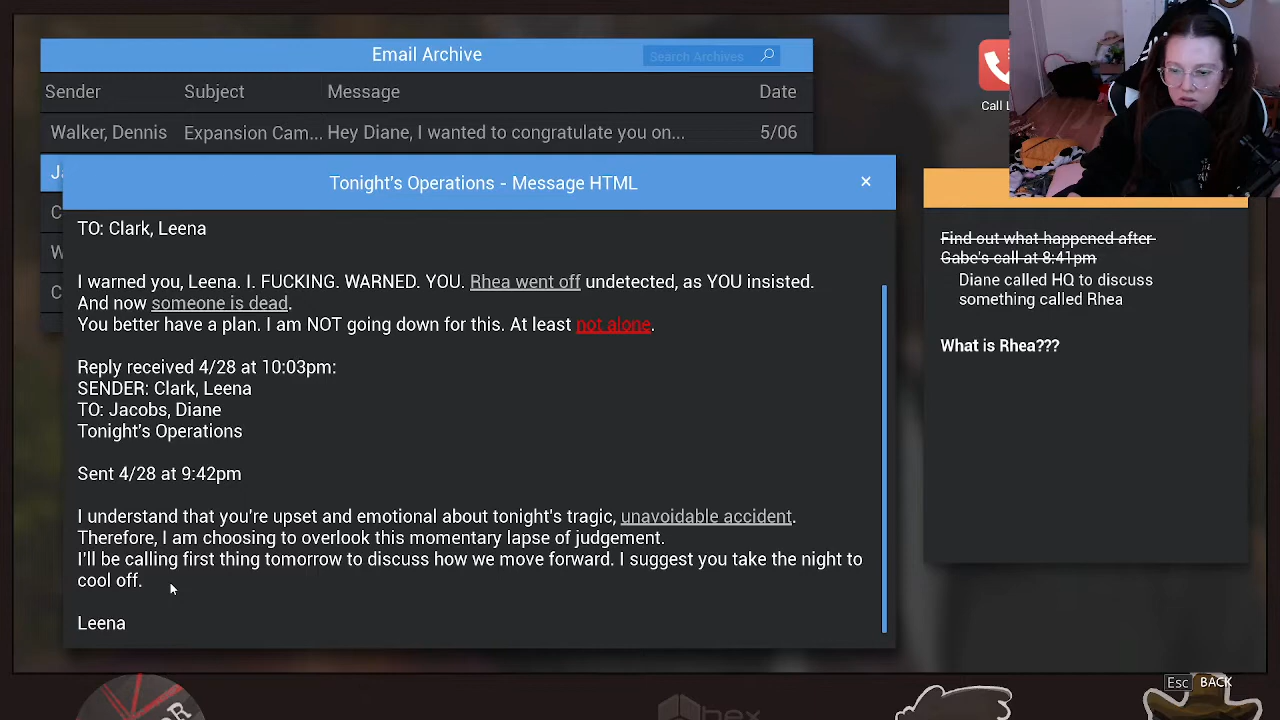 Email Archive
Search Archives
Sender Subject Message Date
Walker, Dennis Expansion Cam... Hey Diane, I wanted to congratulate you on... 5/06
Tonight's Operations - Message HTML
TO: Clark, Leena
I warned you, Leena. I. FUCKING. WARNED. YOU. Rhea went off undetected, as YOU insisted.
And now someone is dead.
You better have a plan. I am NOT going down for this. At least not alone.
Reply received 4/28 at 10:03pm:
SENDER: Clark, Leena
TO: Jacobs, Diane
Tonight's Operations
Sent 4/28 at 9:42pm
I understand that you're upset and emotional about tonight's tragic, unavoidable accident.
Therefore, I am choosing to overlook this momentary lapse of judgement.
I'll be calling first thing tomorrow to discuss how we move forward. I suggest you take the night to
cool off.
Leena
Call
Find out what happened after
Gabe's call at 8:41pm
Diane called HQ to discuss
something called Rhea
What is Rhea???
Esc BACK
hex